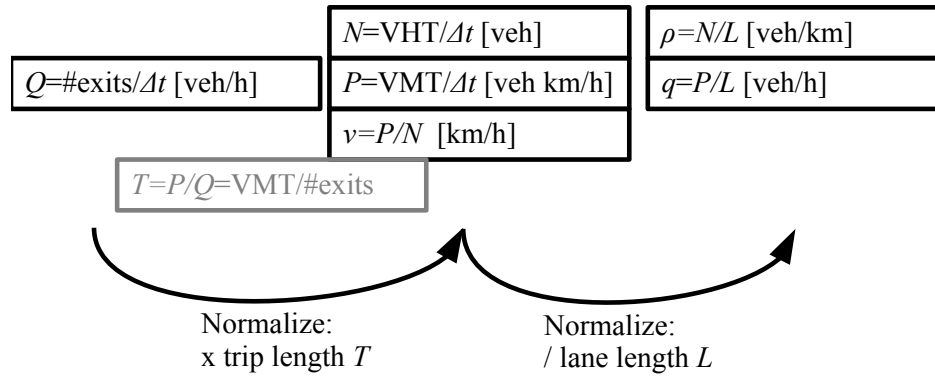 N=VHT/Δt [veh]
ρ=N/L [veh/km]
Q=#exits/Δt [veh/h]
P=VMT/Δt [veh km/h]
q=P/L [veh/h]
v=P/N [km/h]
T=P/Q=VMT/#exits
Normalize:
x trip length T
Normalize:
/ lane length L